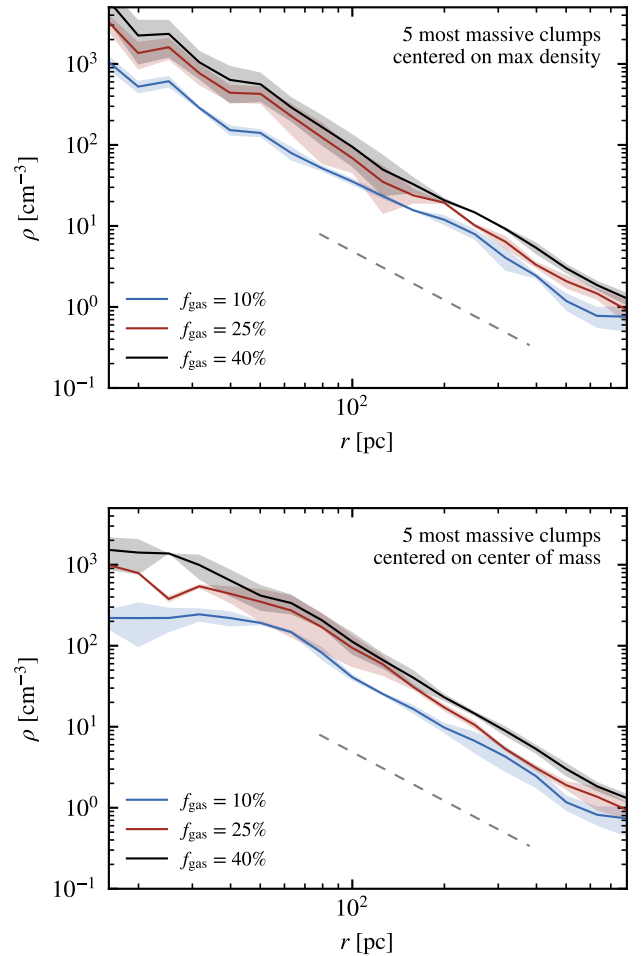 5 most massive clumps
centered on max density
10³
10²
10¹
10⁰
10⁻¹
ρ [cm⁻³]
f_gas = 10%
f_gas = 25%
f_gas = 40%
10²
r [pc]
5 most massive clumps
centered on center of mass
10³
10²
10¹
10⁰
10⁻¹
ρ [cm⁻³]
f_gas = 10%
f_gas = 25%
f_gas = 40%
10²
r [pc]